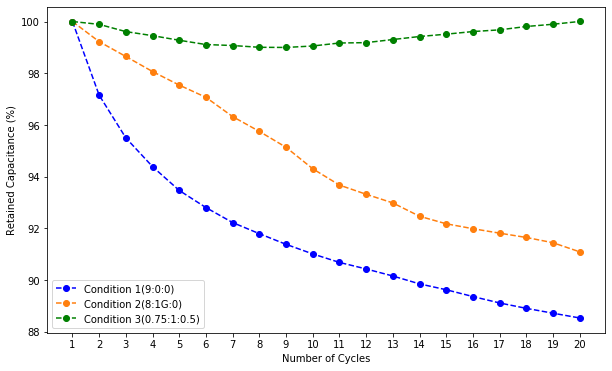 100
98
96
94
92
90
88
Retained Capacitance (%)
Condition 1(9:0:0)
Condition 2(8:1G:0)
Condition 3(0.75:1:0.5)
1 2 3 4 5 6 7 8 9 10 11 12 13 14 15 16 17 18 19 20
Number of Cycles